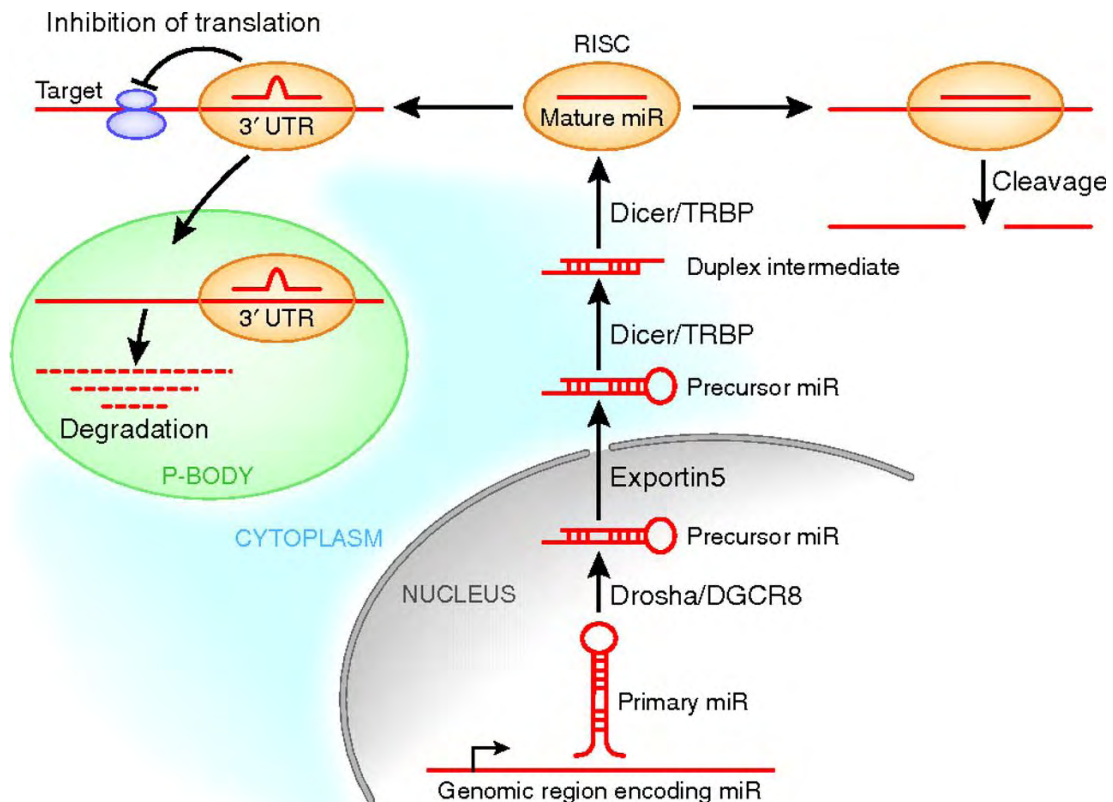 Inhibition of translation
RISC
Target
3′ UTR
Mature miR
Cleavage
Dicer/TRBP
Duplex intermediate
3′ UTR
Dicer/TRBP
Precursor miR
Degradation
P-BODY
Exportin5
CYTOPLASM
Precursor miR
NUCLEUS
Drosha/DGCR8
Primary miR
Genomic region encoding miR